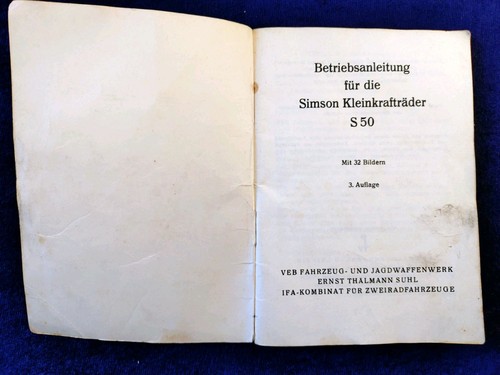 Betriebsanleitung
für die
Simson Kleinkrafträder
S 50
Mit 32 Bildern
3. Auflage
VEB FAHRZEUG- UND JAGDWAFFENWERK
ERNST THÄLMANN SUHL
IFA-KOMBINAT FÜR ZWEIRADFAHRZEUGE